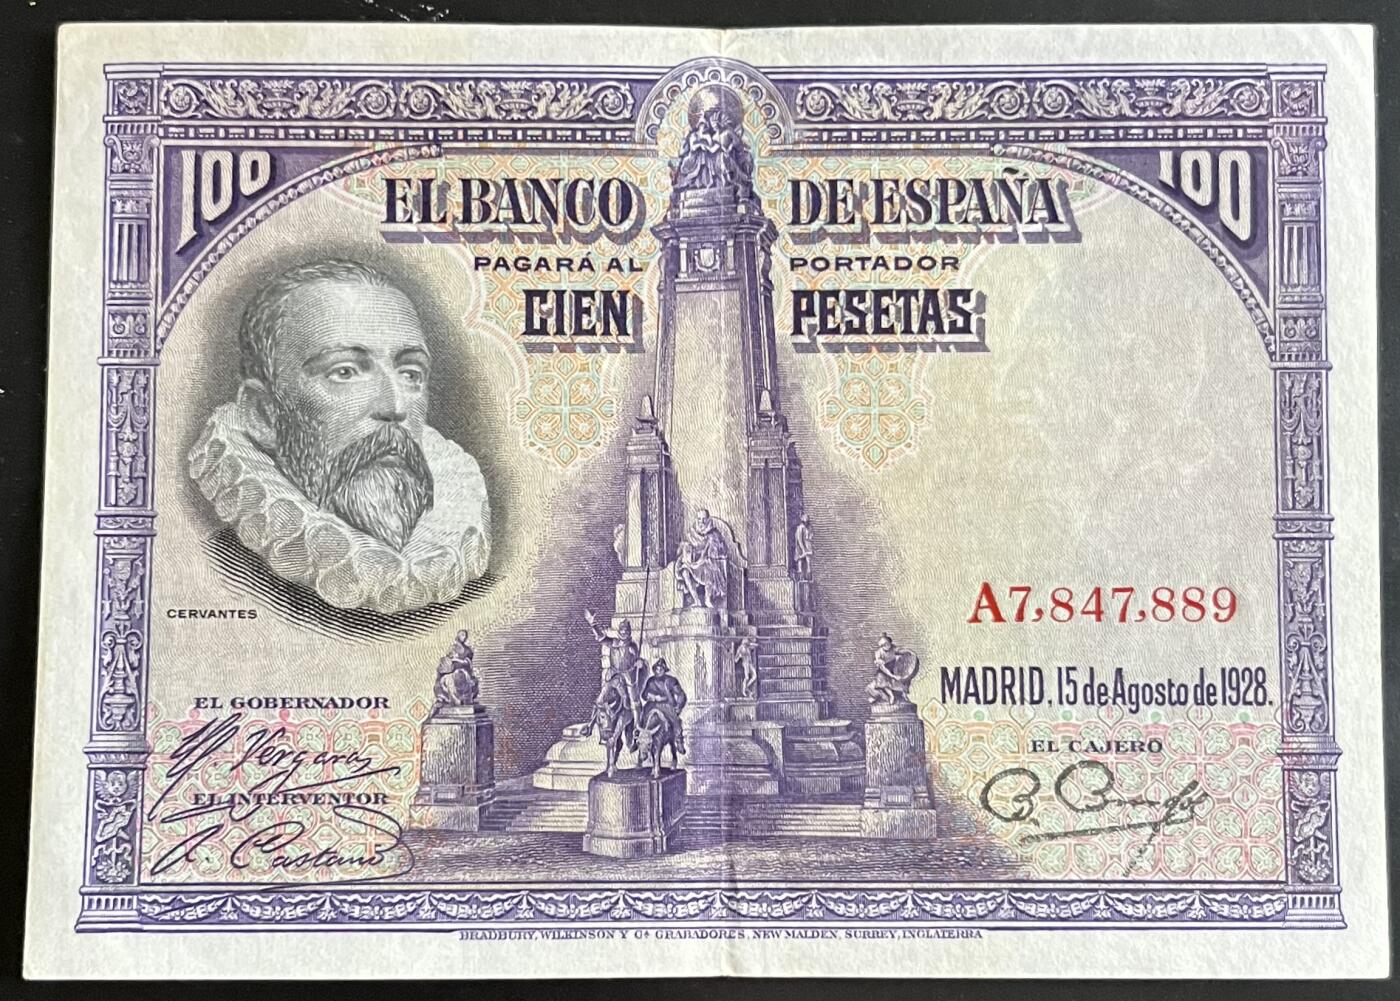 100 100
EL BANCO DE ESPAÑA
PAGARÁ AL PORTADOR
CIEN PESETAS
CERVANTES
A7,847,889
MADRID, 15 de Agosto de 1928.
EL GOBERNADOR
EL CAJERO
EL INTERVENTOR
BRADBURY, WILKINSON Y Cª GRABADORES, NEW MALDEN, SURREY, INGLATERRA